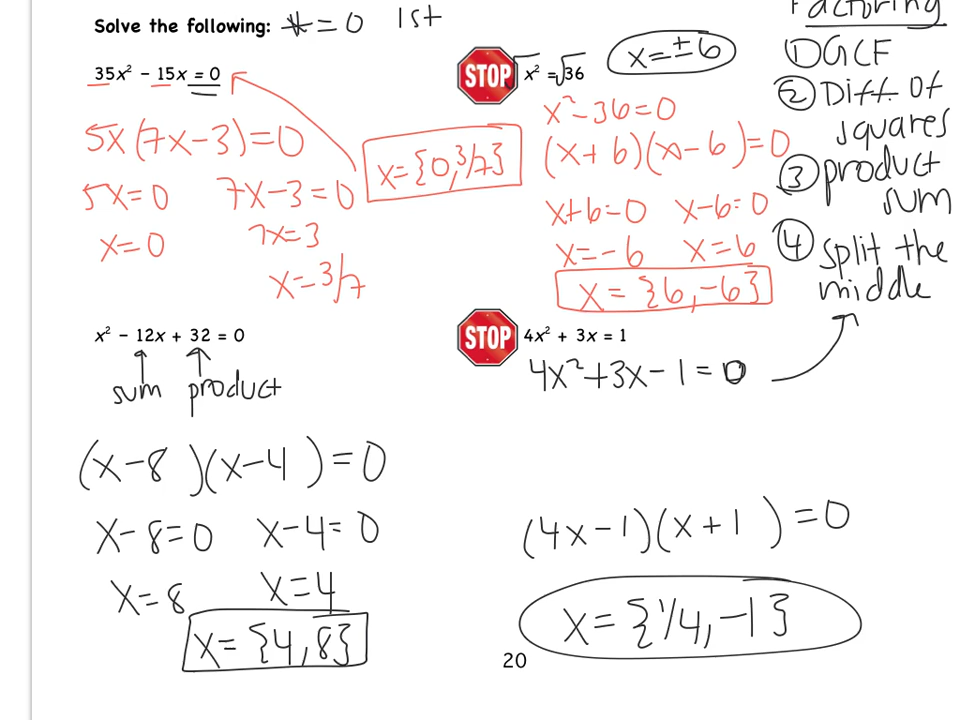 Solve the following: * = 0 1st
35x² - 15x = 0
5x(7x-3)=0
5x=0 7x-3=0
x=0 7x=3
x=3/7
x={0,3/7}
STOP √x² = √36
x=±6
x²-36=0
(x+6)(x-6)=0
x+6=0 x-6=0
x=-6 x=6
x={6,-6}
Factoring
① GCF
② Diff. of
squares
③ product
sum
④ split the
middle
x² - 12x + 32 = 0
sum product
(x-8)(x-4)=0
x-8=0 x-4=0
x=8 x=4
x={4,8}
STOP 4x² + 3x = 1
4x²+3x-1=0
(4x-1)(x+1)=0
x={1/4,-1}
20